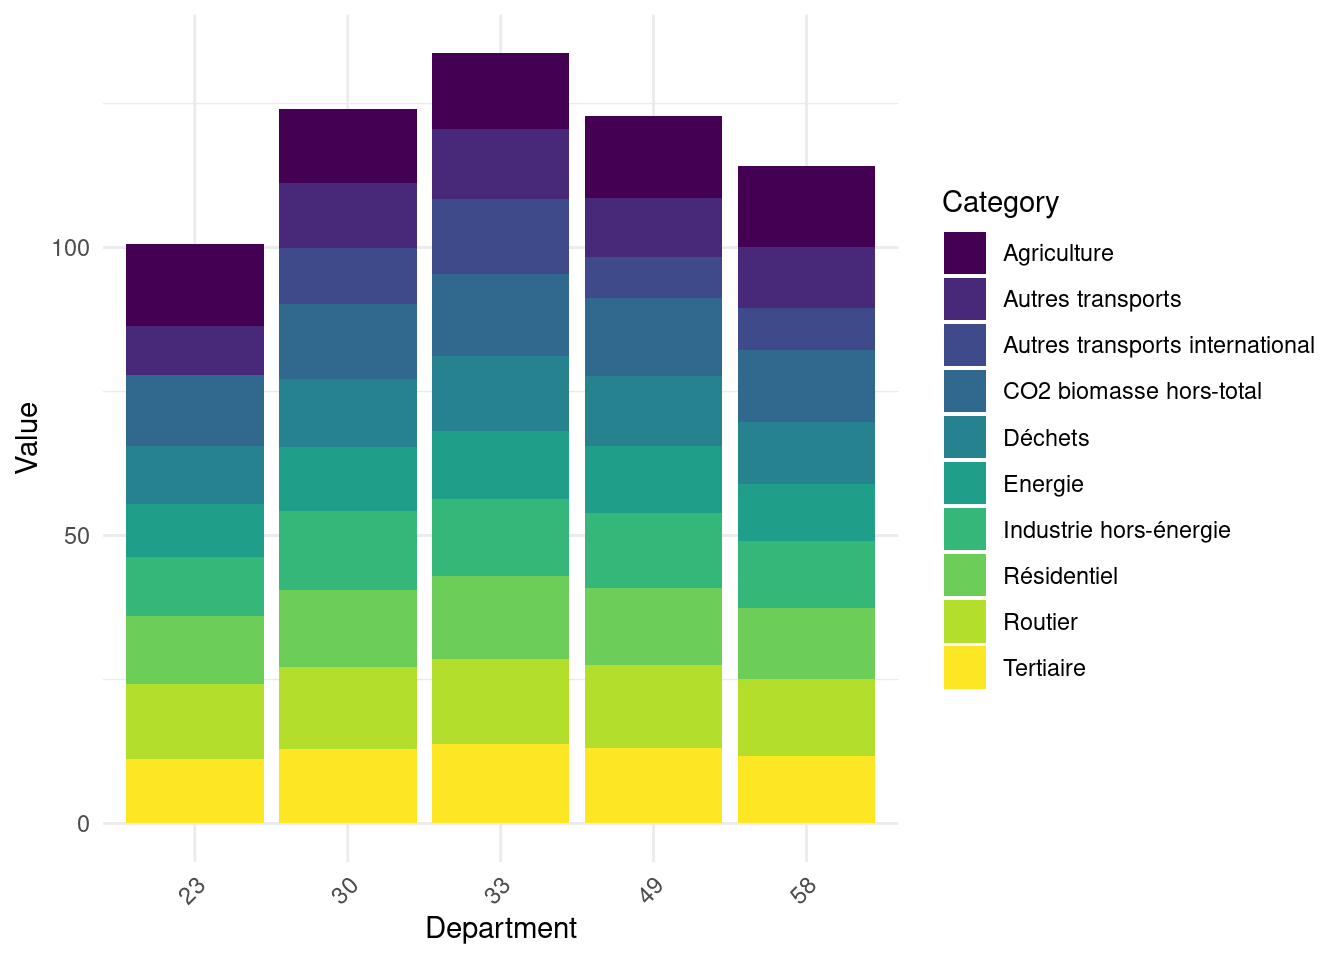 Value
100
50
0
23
30
33
49
58
Department
Category
Agriculture
Autres transports
Autres transports international
CO2 biomasse hors-total
Déchets
Energie
Industrie hors-énergie
Résidentiel
Routier
Tertiaire